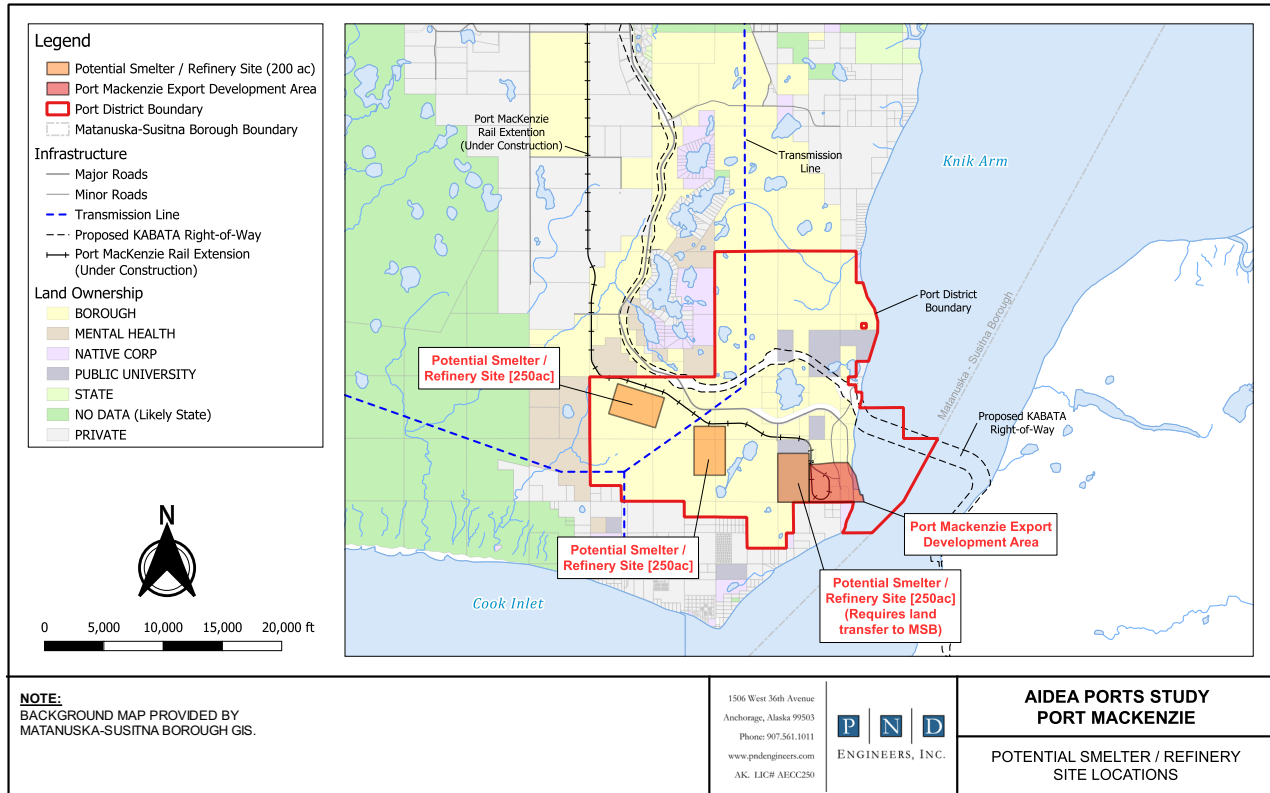 Legend
Potential Smelter / Refinery Site (200 ac)
Port Mackenzie Export Development Area
Port District Boundary
Matanuska-Susitna Borough Boundary
Infrastructure
Major Roads
Minor Roads
Transmission Line
Proposed KABATA Right-of-Way
Port MacKenzie Rail Extension
(Under Construction)
Land Ownership
BOROUGH
MENTAL HEALTH
NATIVE CORP
PUBLIC UNIVERSITY
STATE
NO DATA (Likely State)
PRIVATE
N
0 5,000 10,000 15,000 20,000 ft
Port MacKenzie
Rail Extention
(Under Construction)
Transmission
Line
Knik Arm
Port District
Boundary
Matanuska - Susitna Borough
Potential Smelter /
Refinery Site [250ac]
Proposed KABATA
Right-of-Way
Port Mackenzie Export
Development Area
Potential Smelter /
Refinery Site [250ac]
Potential Smelter /
Refinery Site [250ac]
(Requires land
transfer to MSB)
Cook Inlet
NOTE:
BACKGROUND MAP PROVIDED BY
MATANUSKA-SUSITNA BOROUGH GIS.
1506 West 36th Avenue
Anchorage, Alaska 99503
Phone: 907.561.1011
www.pndengineers.com
AK. LIC# AECC250
P N D
ENGINEERS, INC.
AIDEA PORTS STUDY
PORT MACKENZIE
POTENTIAL SMELTER / REFINERY
SITE LOCATIONS